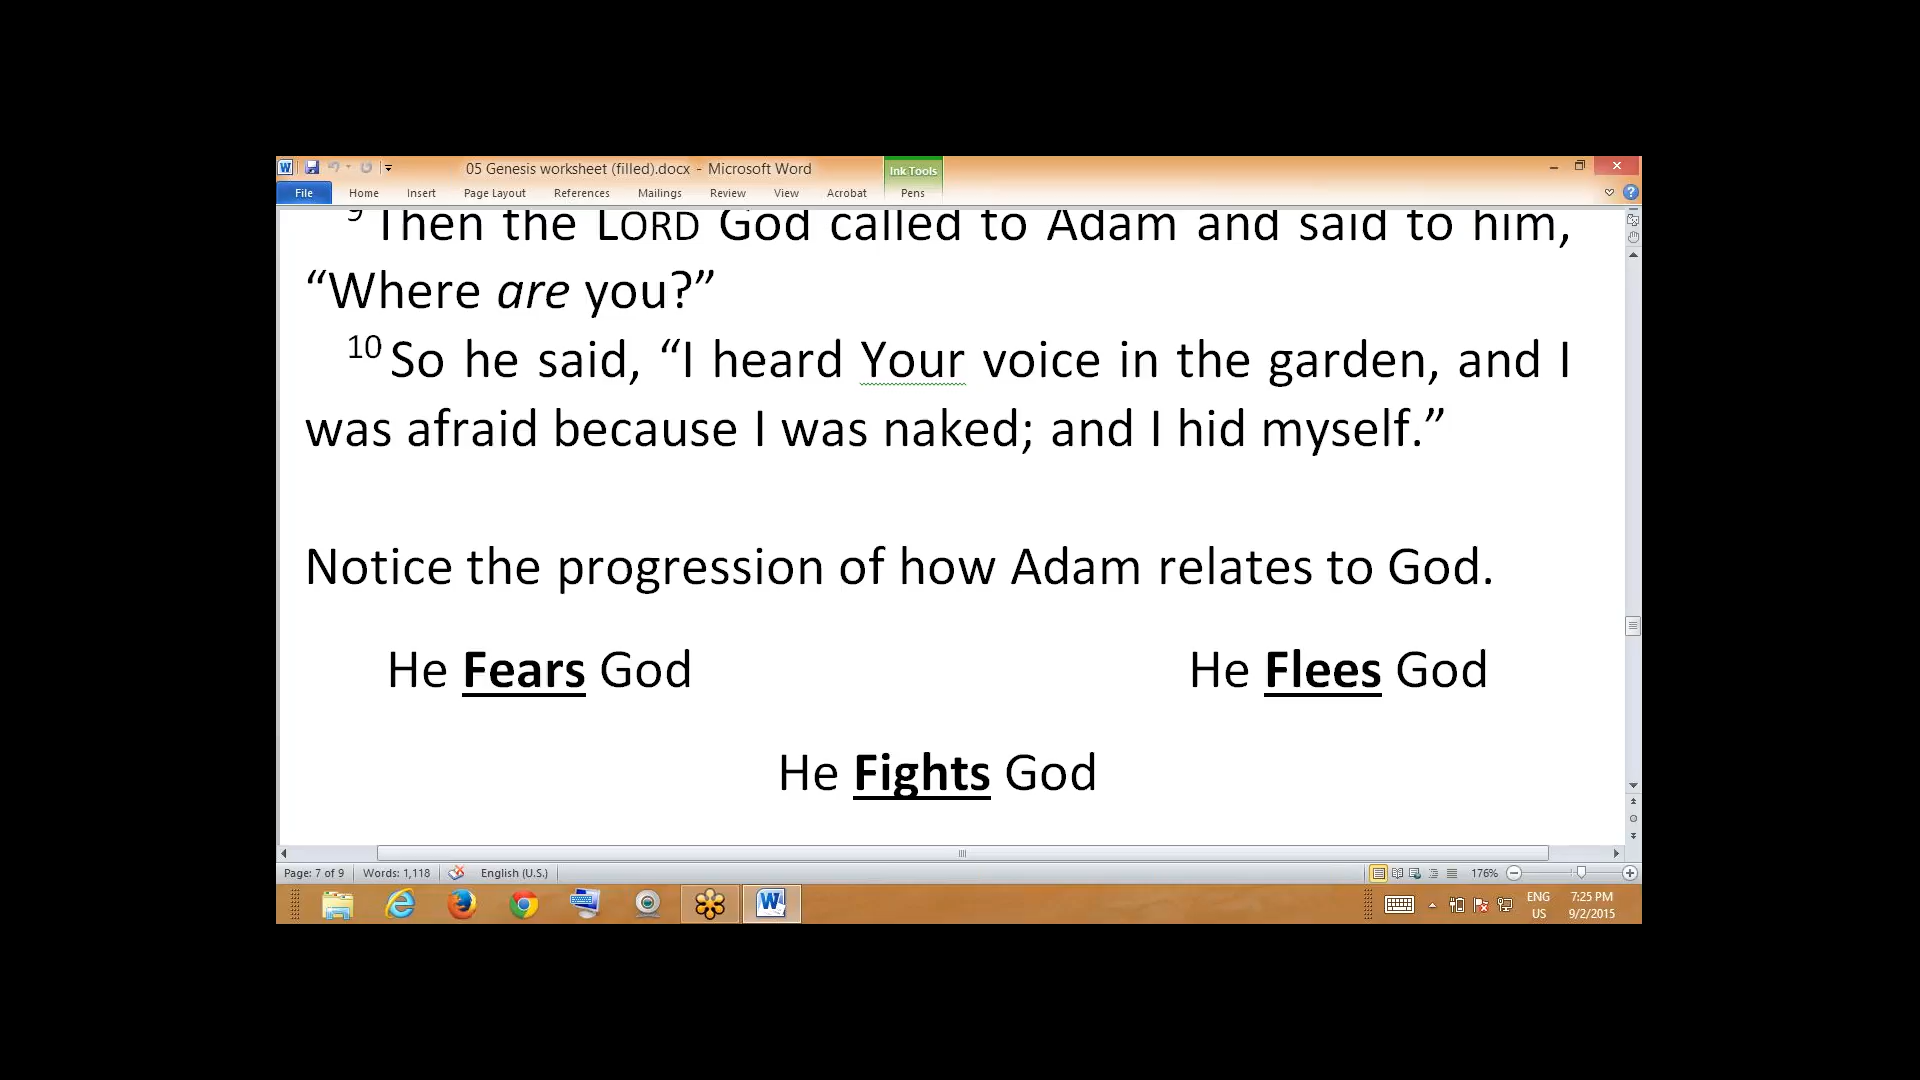 05 Genesis worksheet (filled).docx - Microsoft Word
Ink Tools
File Home Insert Page Layout References Mailings Review View Acrobat Pens
9 Then the LORD God called to Adam and said to him,
“Where are you?”
10 So he said, “I heard Your voice in the garden, and I
was afraid because I was naked; and I hid myself.”
Notice the progression of how Adam relates to God.
He Fears God He Flees God
He Fights God
Page: 7 of 9 Words: 1,118 English (U.S.) 176%
ENG 7:25 PM
US 9/2/2015